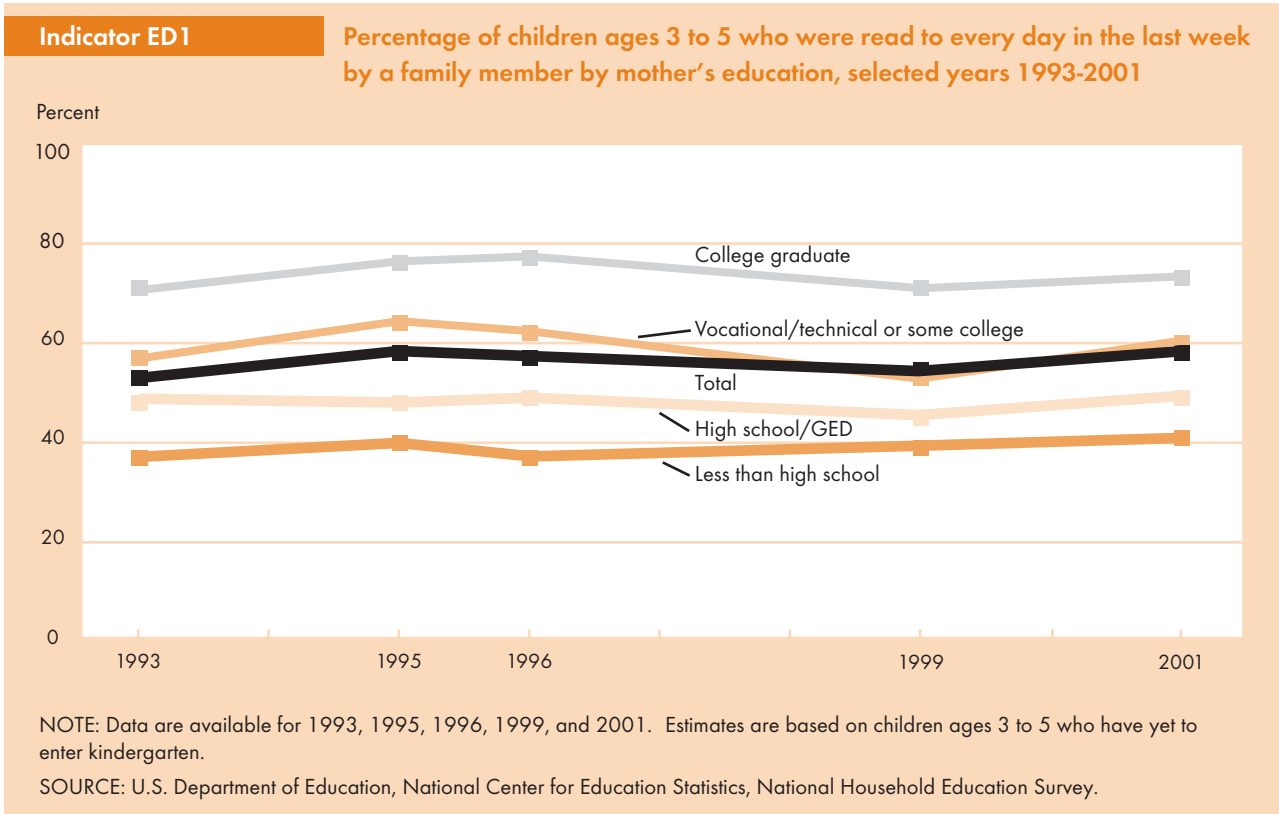 Indicator ED1
Percentage of children ages 3 to 5 who were read to every day in the last week
by a family member by mother's education, selected years 1993-2001
Percent
100
80
60
40
20
0
College graduate
Vocational/technical or some college
Total
High school/GED
Less than high school
1993
1995
1996
1999
2001
NOTE: Data are available for 1993, 1995, 1996, 1999, and 2001. Estimates are based on children ages 3 to 5 who have yet to
enter kindergarten.
SOURCE: U.S. Department of Education, National Center for Education Statistics, National Household Education Survey.